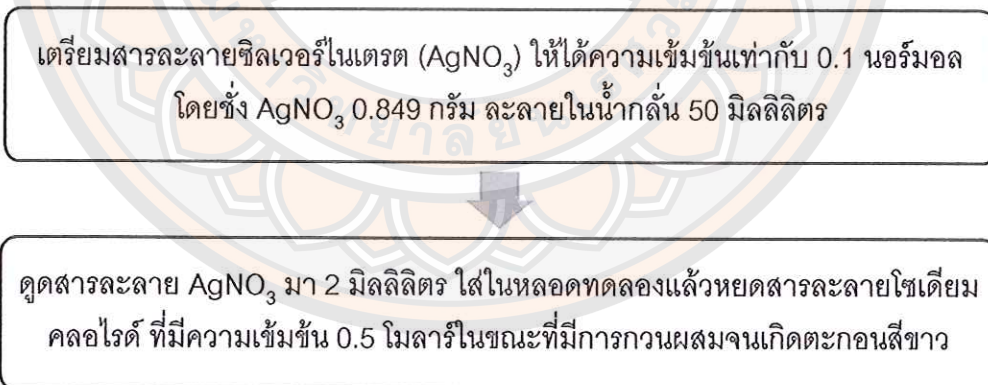 เตรียมสารละลายซิลเวอร์ไนเตรต (AgNO₃) ให้ได้ความเข้มข้นเท่ากับ 0.1 นอร์มอล
โดยชั่ง AgNO₃ 0.849 กรัม ละลายในน้ำกลั่น 50 มิลลิลิตร
ดูดสารละลาย AgNO₃ มา 2 มิลลิลิตร ใส่ในหลอดทดลองแล้วหยดสารละลายโซเดียม
คลอไรด์ ที่มีความเข้มข้น 0.5 โมลาร์ในขณะที่มีการกวนผสมจนเกิดตะกอนสีขาว